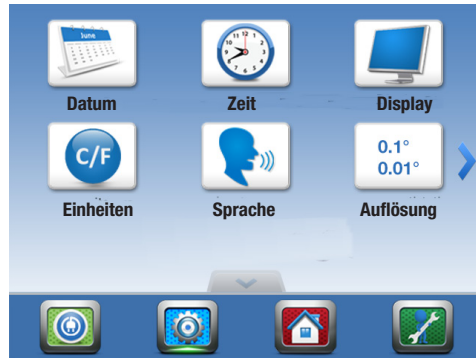 June
Datum
Zeit
Display
C/F
0.1°
0.01°
Einheiten
Sprache
Auflösung